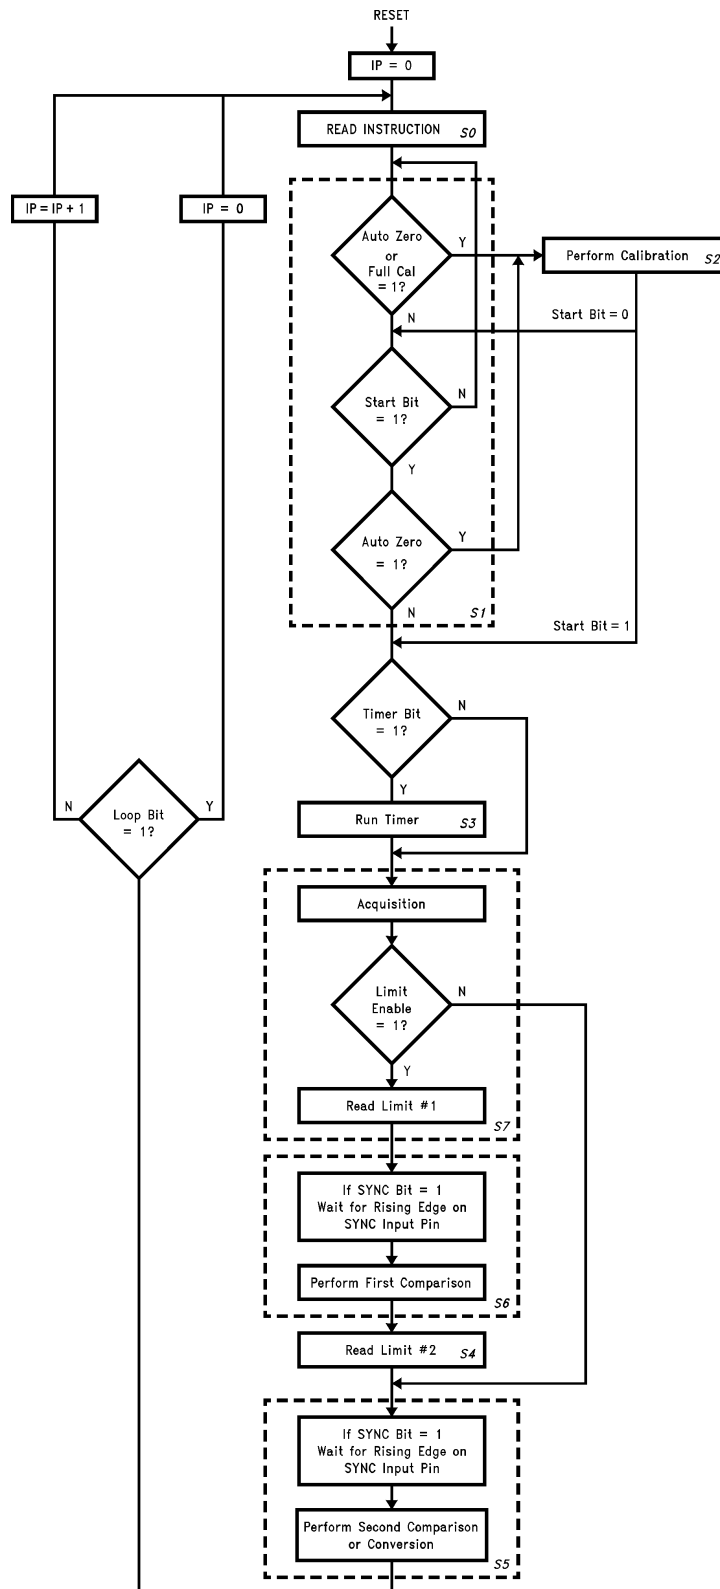 RESET
IP = 0
READ INSTRUCTION S0
IP = IP + 1
IP = 0
Auto Zero
or
Full Cal
= 1?
Y
Perform Calibration S2
N
Start Bit = 0
Start Bit
= 1?
N
Y
Auto Zero
= 1?
Y
N
S1
Start Bit = 1
Timer Bit
= 1?
N
Y
Run Timer S3
N
Loop Bit
= 1?
Y
Acquisition
Limit
Enable
= 1?
N
Y
Read Limit #1
S7
If SYNC Bit = 1
Wait for Rising Edge on
SYNC Input Pin
Perform First Comparison
S6
Read Limit #2 S4
If SYNC Bit = 1
Wait for Rising Edge on
SYNC Input Pin
Perform Second Comparison
or Conversion
S5